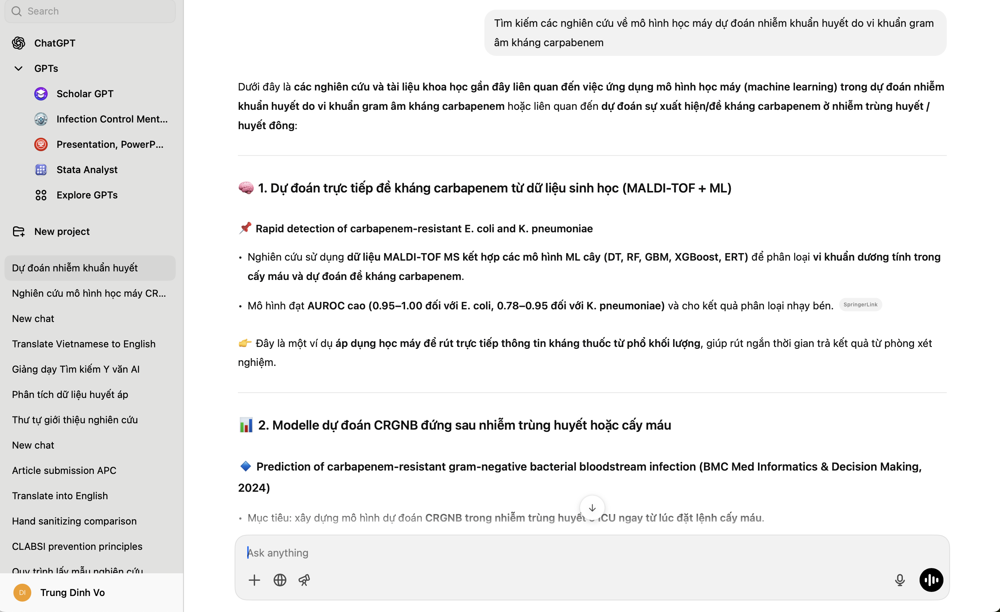 Search
ChatGPT
GPTs
Scholar GPT
Infection Control Ment...
Presentation, PowerP...
Stata Analyst
Explore GPTs
New project
Dự đoán nhiễm khuẩn huyết
Nghiên cứu mô hình học máy CR...
New chat
Translate Vietnamese to English
Giảng dạy Tìm kiếm Y văn AI
Phân tích dữ liệu huyết áp
Thư tự giới thiệu nghiên cứu
New chat
Article submission APC
Translate into English
Hand sanitizing comparison
CLABSI prevention principles
Quy trình lấy mẫu nghiên cứu
DI
Trung Dinh Vo
Tìm kiếm các nghiên cứu về mô hình học máy dự đoán nhiễm khuẩn huyết do vi khuẩn gram
âm kháng carpabenem
Dưới đây là các nghiên cứu và tài liệu khoa học gần đây liên quan đến việc ứng dụng mô hình học máy (machine learning) trong dự đoán nhiễm
khuẩn huyết do vi khuẩn gram âm kháng carbapenem hoặc liên quan đến dự đoán sự xuất hiện/đề kháng carbapenem ở nhiễm trùng huyết /
huyết đông:
1. Dự đoán trực tiếp đề kháng carbapenem từ dữ liệu sinh học (MALDI-TOF + ML)
Rapid detection of carbapenem-resistant E. coli and K. pneumoniae
• Nghiên cứu sử dụng dữ liệu MALDI-TOF MS kết hợp các mô hình ML cây (DT, RF, GBM, XGBoost, ERT) để phân loại vi khuẩn dương tính trong
cấy máu và dự đoán đề kháng carbapenem.
• Mô hình đạt AUROC cao (0.95–1.00 đối với E. coli, 0.78–0.95 đối với K. pneumoniae) và cho kết quả phân loại nhạy bén. SpringerLink
Đây là một ví dụ áp dụng học máy để rút trực tiếp thông tin kháng thuốc từ phổ khối lượng, giúp rút ngắn thời gian trả kết quả từ phòng xét
nghiệm.
2. Modelle dự đoán CRGNB đứng sau nhiễm trùng huyết hoặc cấy máu
Prediction of carbapenem-resistant gram-negative bacterial bloodstream infection (BMC Med Informatics & Decision Making,
2024)
• Mục tiêu: xây dựng mô hình dự đoán CRGNB trong nhiễm trùng huyết ICU ngay từ lúc đặt lệnh cấy máu.
Ask anything